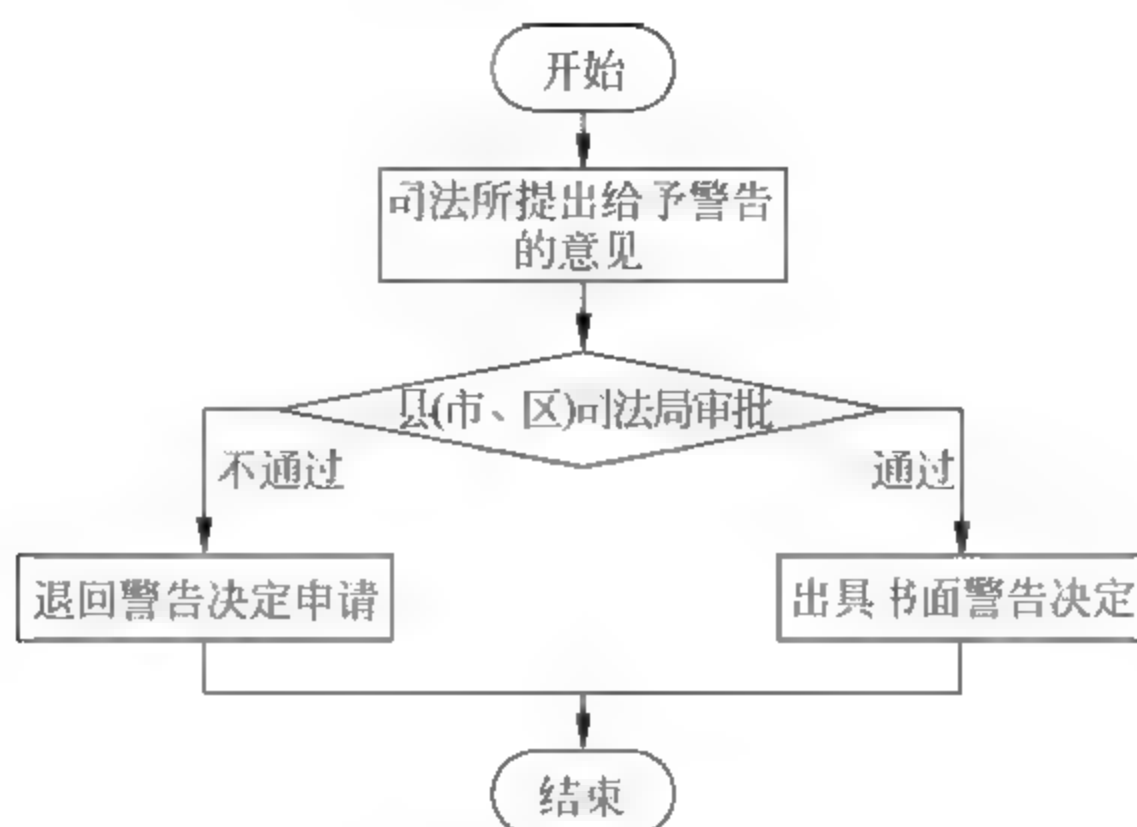 开始
司法所提出给予警告
的意见
县(市、区)司法局审批
不通过
通过
退回警告决定申请
出具书面警告决定
结束